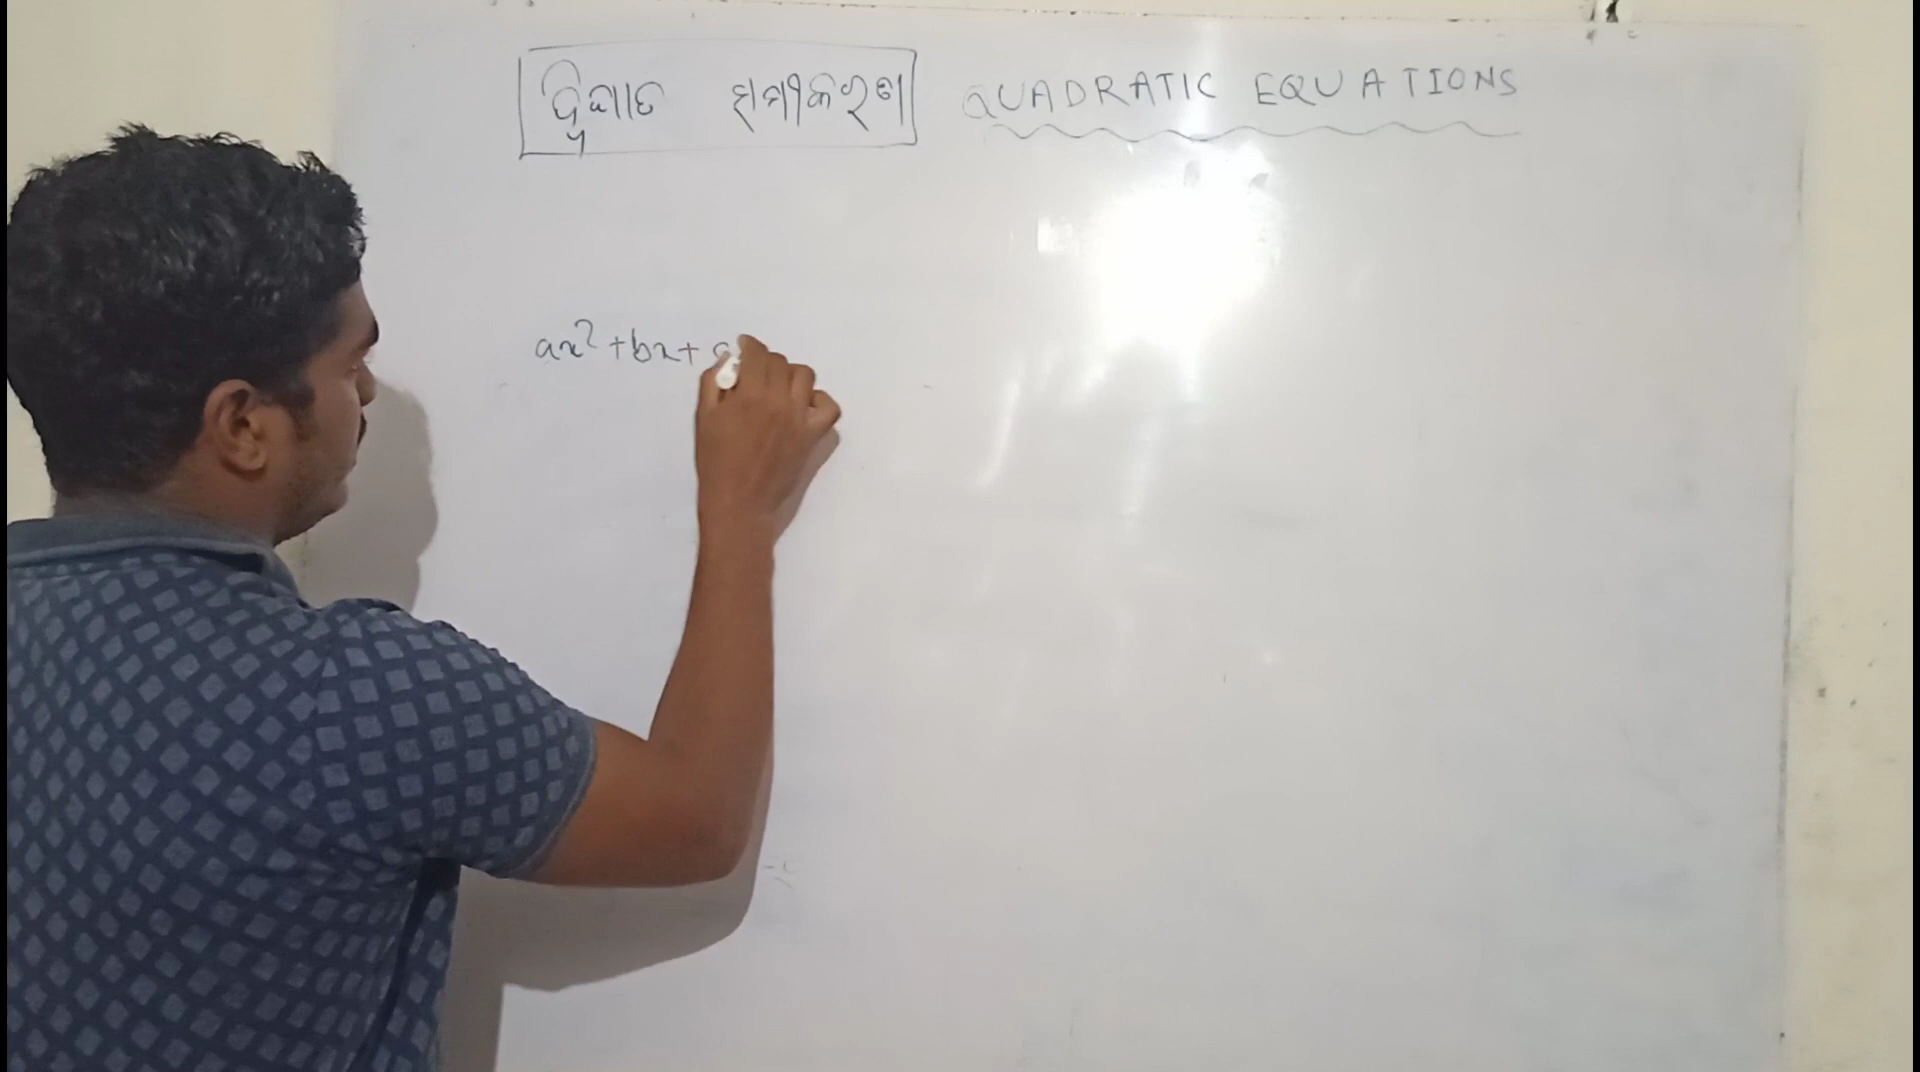 ଦ୍ୱିଘାତ ସମୀକରଣ QUADRATIC EQUATIONS
ax² + bx + c